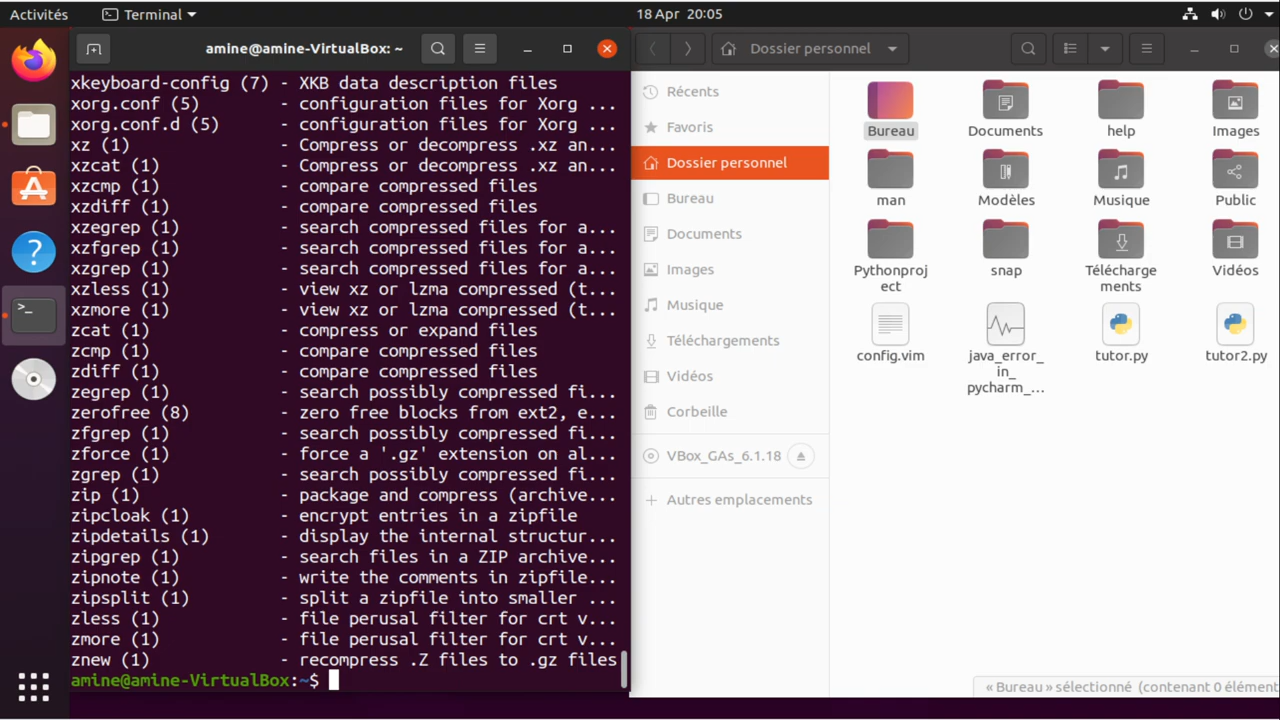 Activités
Terminal
18 Apr 20:05
amine@amine-VirtualBox: ~
xkeyboard-config (7) - XKB data description files
xorg.conf (5) - configuration files for Xorg ...
xorg.conf.d (5) - configuration files for Xorg ...
xz (1) - Compress or decompress .xz an...
xzcat (1) - Compress or decompress .xz an...
xzcmp (1) - compare compressed files
xzdiff (1) - compare compressed files
xzegrep (1) - search compressed files for a...
xzfgrep (1) - search compressed files for a...
xzgrep (1) - search compressed files for a...
xzless (1) - view xz or lzma compressed (t...
xzmore (1) - view xz or lzma compressed (t...
zcat (1) - compress or expand files
zcmp (1) - compare compressed files
zdiff (1) - compare compressed files
zegrep (1) - search possibly compressed fi...
zerofree (8) - zero free blocks from ext2, e...
zfgrep (1) - search possibly compressed fi...
zforce (1) - force a '.gz' extension on al...
zgrep (1) - search possibly compressed fi...
zip (1) - package and compress (archive...
zipcloak (1) - encrypt entries in a zipfile
zipdetails (1) - display the internal structur...
zipgrep (1) - search files in a ZIP archive...
zipnote (1) - write the comments in zipfile...
zipsplit (1) - split a zipfile into smaller ...
zless (1) - file perusal filter for crt v...
zmore (1) - file perusal filter for crt v...
znew (1) - recompress .Z files to .gz files
amine@amine-VirtualBox:~$
Dossier personnel
Récents
Favoris
Dossier personnel
Bureau
Documents
Images
Musique
Téléchargements
Vidéos
Corbeille
VBox_GAs_6.1.18
Autres emplacements
Bureau
Documents
help
Images
man
Modèles
Musique
Public
Pythonproj
ect
snap
Télécharge
ments
Vidéos
config.vim
java_error_
in_
pycharm_...
tutor.py
tutor2.py
« Bureau » sélectionné (contenant 0 élément